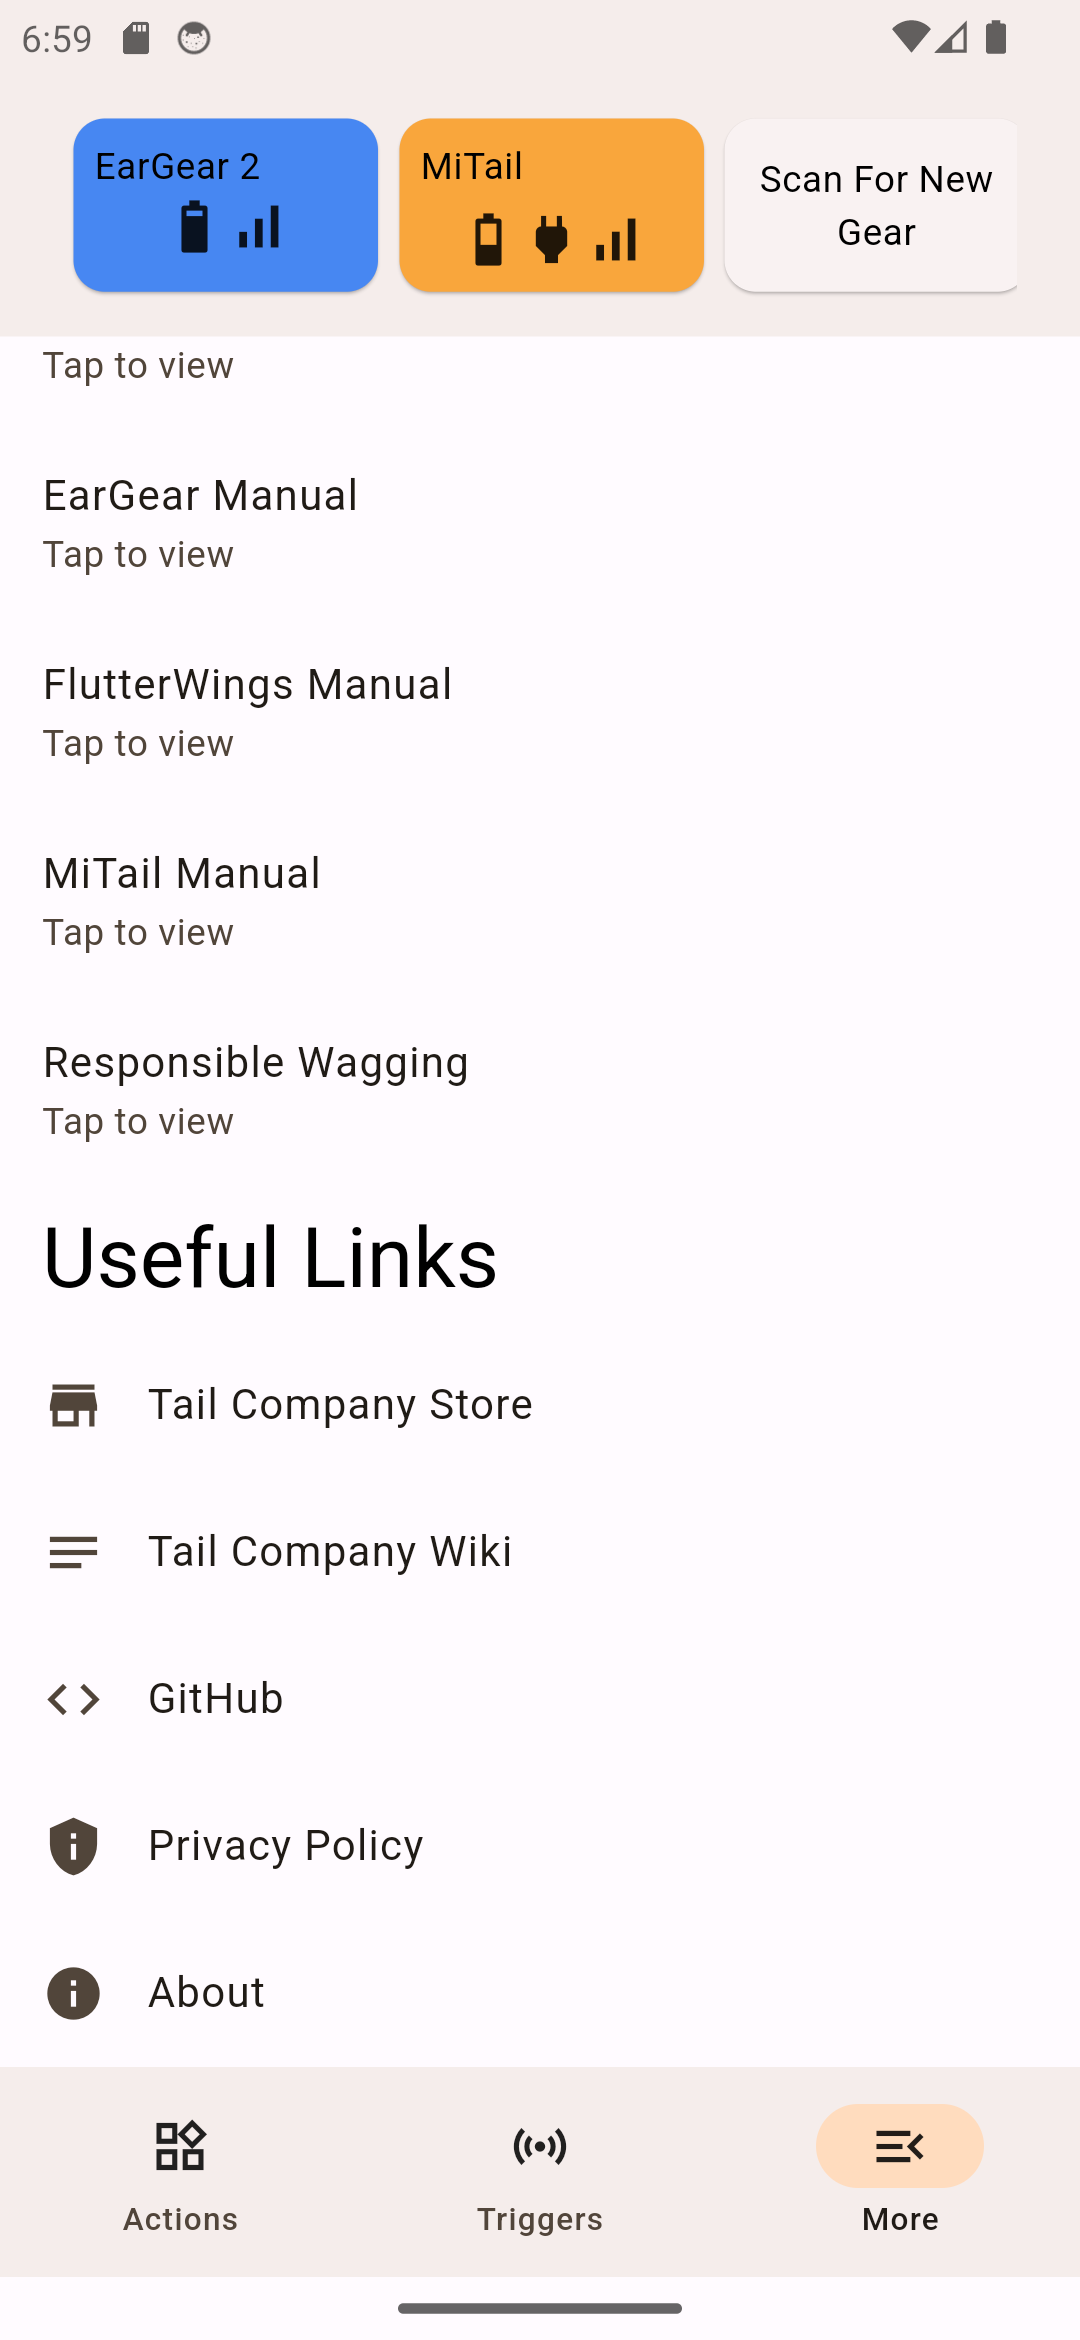 6:59
EarGear 2
MiTail
Scan For New
Gear
Tap to view
EarGear Manual
Tap to view
FlutterWings Manual
Tap to view
MiTail Manual
Tap to view
Responsible Wagging
Tap to view
Useful Links
Tail Company Store
Tail Company Wiki
GitHub
Privacy Policy
About
Actions
Triggers
More